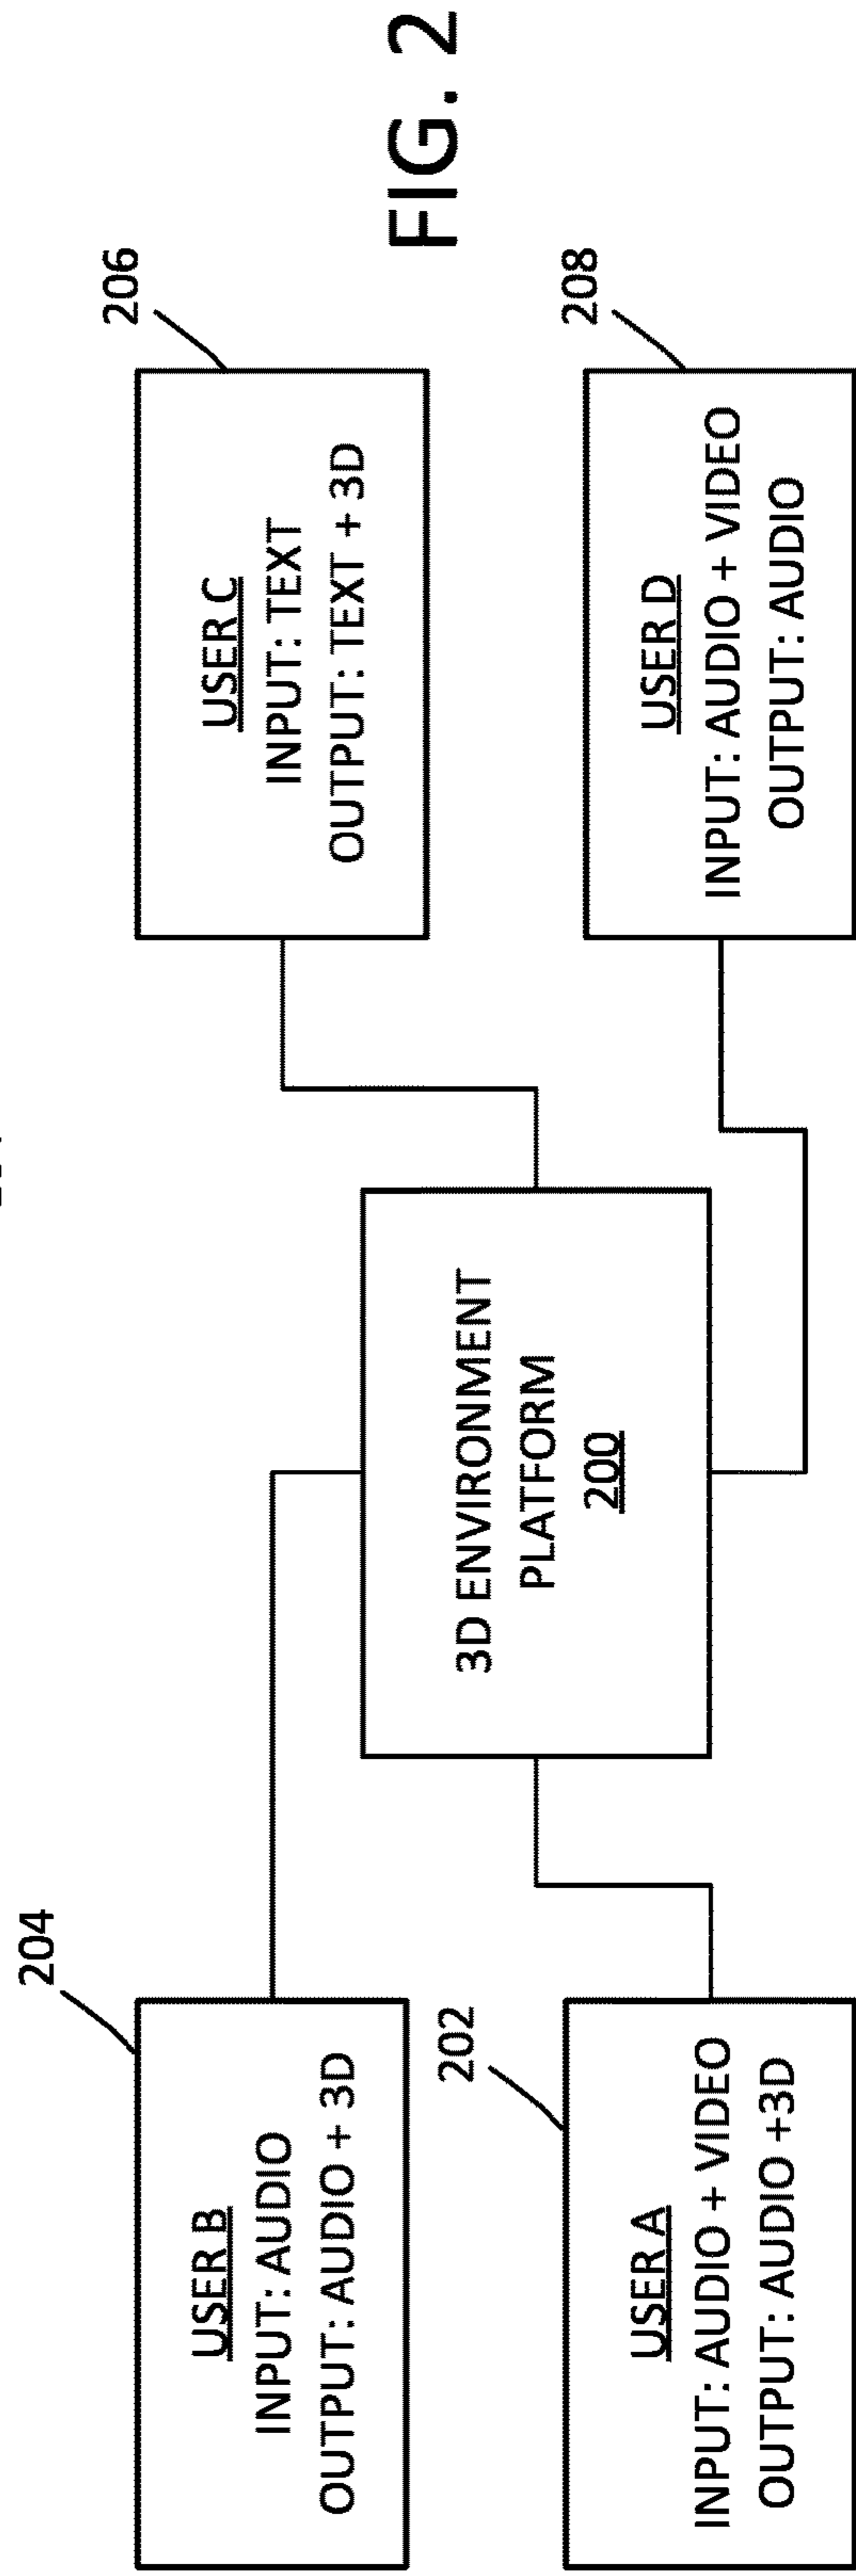 204
USER B
INPUT: AUDIO
OUTPUT: AUDIO + 3D
206
USER C
INPUT: TEXT
OUTPUT: TEXT + 3D
3D ENVIRONMENT
PLATFORM
200
202
USER A
INPUT: AUDIO + VIDEO
OUTPUT: AUDIO +3D
208
USER D
INPUT: AUDIO + VIDEO
OUTPUT: AUDIO
FIG. 2